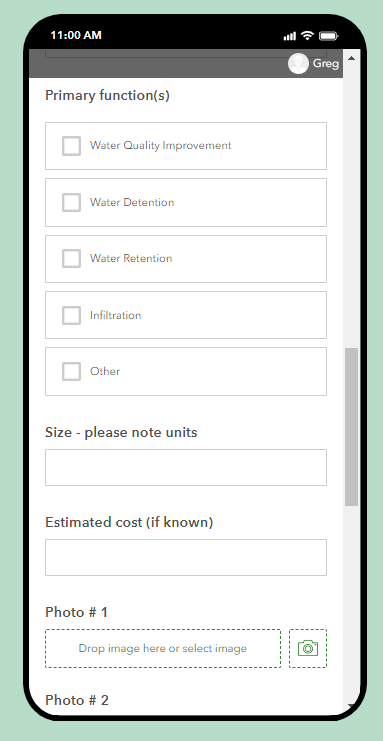 11:00 AM
Greg
Primary function(s)
Water Quality Improvement
Water Detention
Water Retention
Infiltration
Other
Size - please note units
Estimated cost (if known)
Photo # 1
Drop image here or select image
Photo # 2